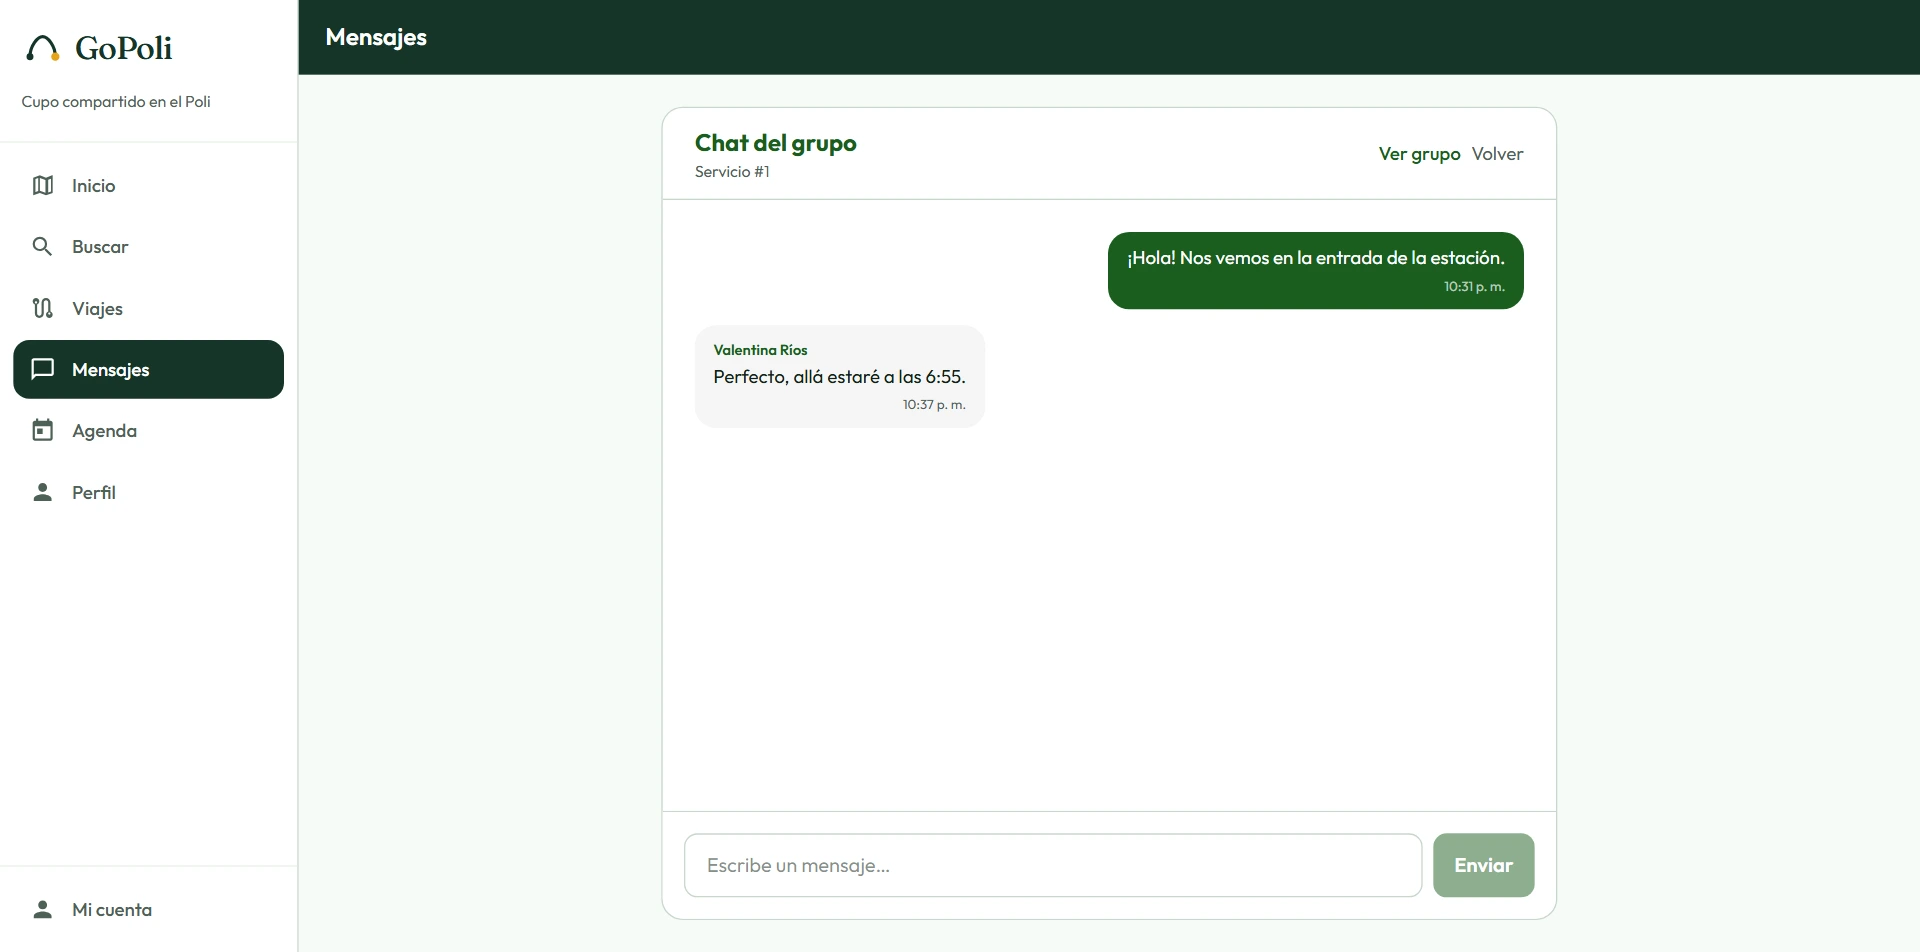 GoPoli
Cupo compartido en el Poli
Inicio
Buscar
Viajes
Mensajes
Agenda
Perfil
Mi cuenta
Mensajes
Chat del grupo
Servicio #1
Ver grupo Volver
¡Hola! Nos vemos en la entrada de la estación.
10:31 p. m.
Valentina Ríos
Perfecto, allá estaré a las 6:55.
10:37 p. m.
Escribe un mensaje...
Enviar